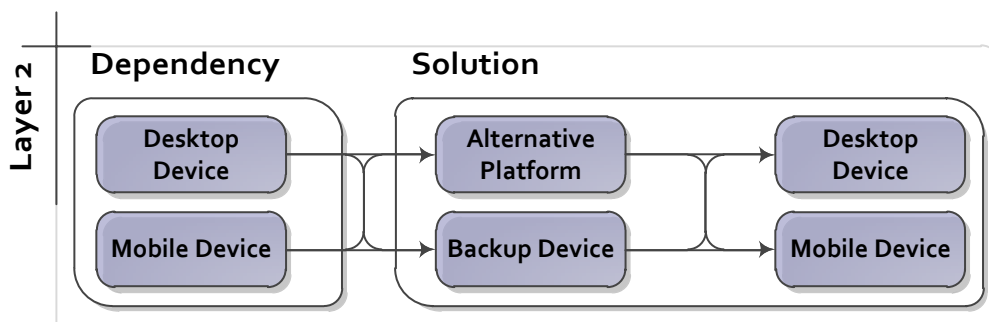 Layer 2
Dependency
Solution
Desktop
Device
Alternative
Platform
Desktop
Device
Mobile Device
Backup Device
Mobile Device